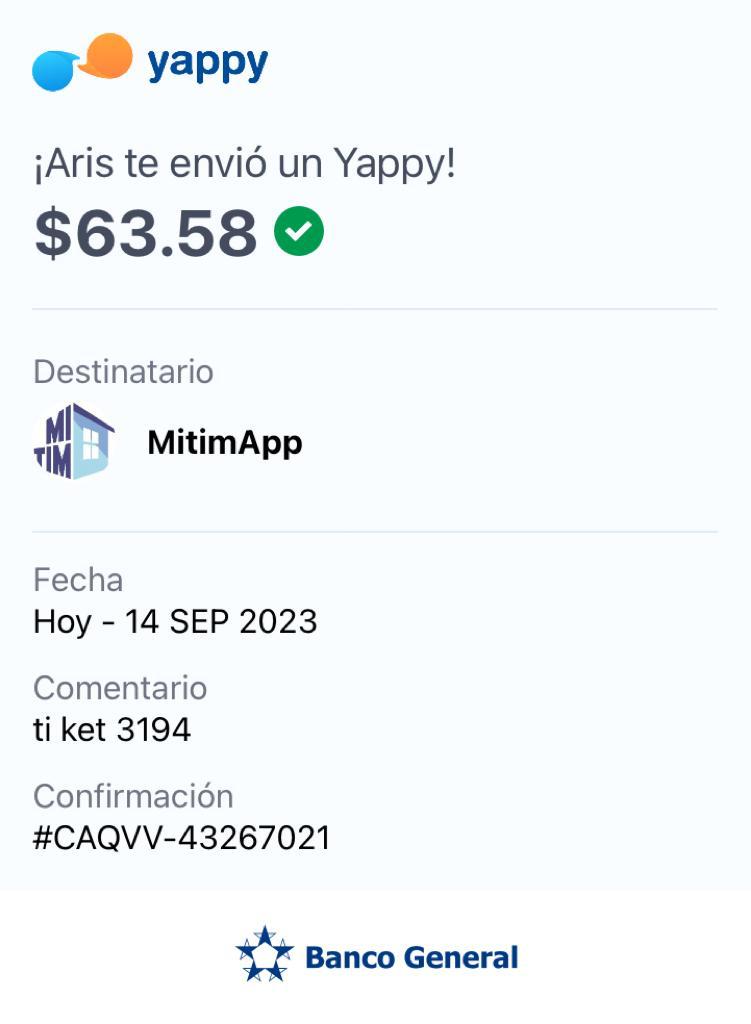 yappy
¡Aris te envió un Yappy!
$63.58
Destinatario
MI
TIM
MitimApp
Fecha
Hoy - 14 SEP 2023
Comentario
ti ket 3194
Confirmación
#CAQVV-43267021
Banco General